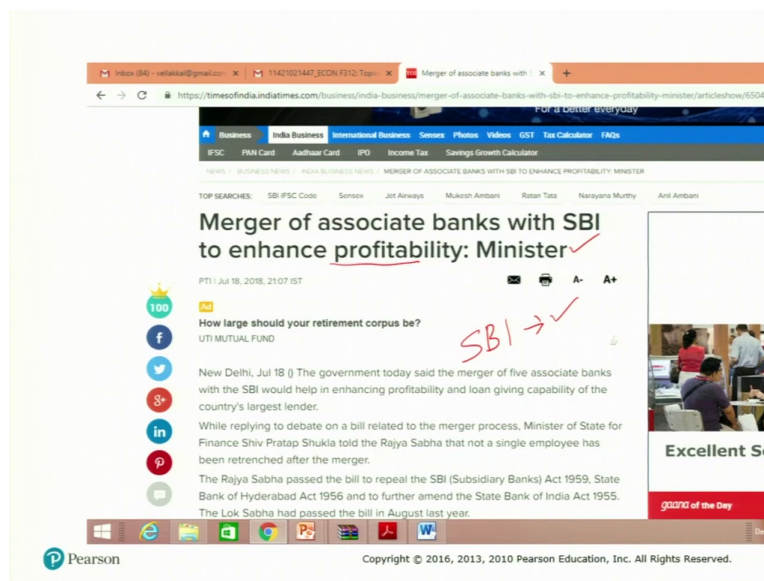 Inbox (84) - vellakkal@gmail.com
11421021447_ECON F312: Topic
Merger of associate banks with
https://timesofindia.indiatimes.com/business/india-business/merger-of-associate-banks-with-sbi-to-enhance-profitability-minister/articleshow/6504
For a better everyday
Business India Business International Business Sensex Photos Videos GST Tax Calculator FAQs
IFSC PAN Card Aadhaar Card IPO Income Tax Savings Growth Calculator
NEWS / BUSINESS NEWS / INDIA BUSINESS NEWS / MERGER OF ASSOCIATE BANKS WITH SBI TO ENHANCE PROFITABILITY: MINISTER
TOP SEARCHES: SBI IFSC Code Sensex Jet Airways Mukesh Ambani Ratan Tata Narayana Murthy Anil Ambani
Merger of associate banks with SBI
to enhance profitability: Minister
PTI | Jul 18, 2018, 21:07 IST
A- A+
100
Ad
How large should your retirement corpus be?
UTI MUTUAL FUND
SBI →
New Delhi, Jul 18 () The government today said the merger of five associate banks
with the SBI would help in enhancing profitability and loan giving capability of the
country's largest lender.
While replying to debate on a bill related to the merger process, Minister of State for
Finance Shiv Pratap Shukla told the Rajya Sabha that not a single employee has
been retrenched after the merger.
The Rajya Sabha passed the bill to repeal the SBI (Subsidiary Banks) Act 1959, State
Bank of Hyderabad Act 1956 and to further amend the State Bank of India Act 1955.
The Lok Sabha had passed the bill in August last year.
Excellent S
gaana of the Day
De
Pearson
Copyright © 2016, 2013, 2010 Pearson Education, Inc. All Rights Reserved.